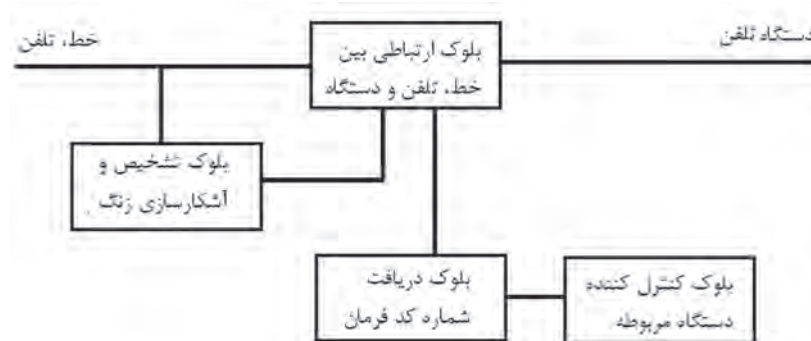 خط، تلفن
بلوک ارتباطی بین
خط، تلفن و دستگاه
دستگاه تلفن
بلوک تشخیص و
آشکارسازی زنگ
بلوک دریافت
شماره کد فرمان
بلوک کنترل کننده
دستگاه مربوطه